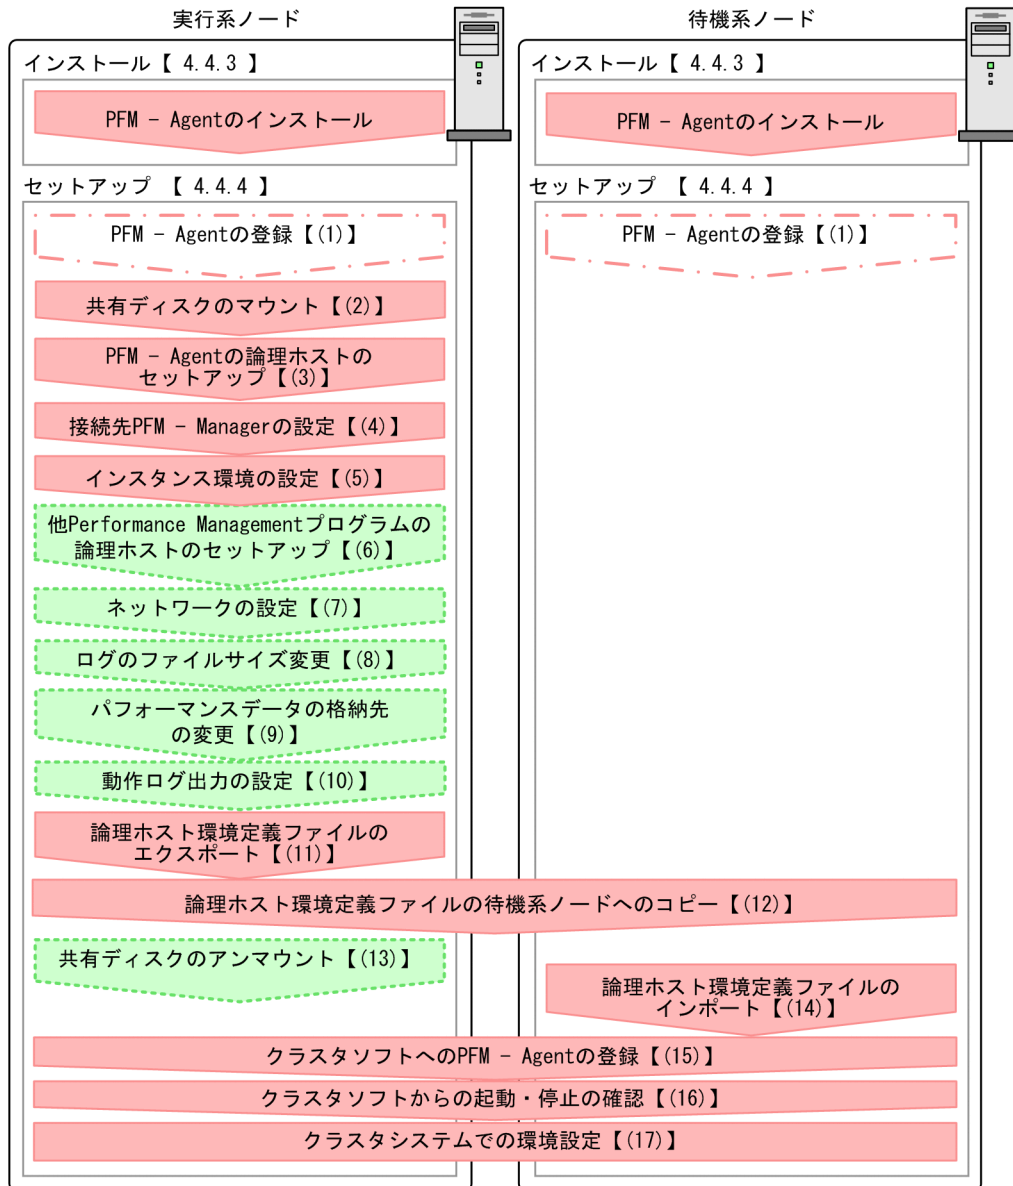 実行系ノード
待機系ノード
インストール【 4.4.3 】
インストール【 4.4.3 】
PFM － Agentのインストール
PFM － Agentのインストール
セットアップ 【 4.4.4 】
セットアップ 【 4.4.4 】
PFM － Agentの登録【(1)】
PFM － Agentの登録【(1)】
共有ディスクのマウント【(2)】
PFM － Agentの論理ホストの
セットアップ【(3)】
接続先PFM － Managerの設定【(4)】
インスタンス環境の設定【(5)】
他Performance Managementプログラムの
論理ホストのセットアップ【(6)】
ネットワークの設定【(7)】
ログのファイルサイズ変更【(8)】
パフォーマンスデータの格納先
の変更【(9)】
動作ログ出力の設定【(10)】
論理ホスト環境定義ファイルの
エクスポート【(11)】
論理ホスト環境定義ファイルの待機系ノードへのコピー【(12)】
共有ディスクのアンマウント【(13)】
論理ホスト環境定義ファイルの
インポート【(14)】
クラスタソフトへのPFM － Agentの登録【(15)】
クラスタソフトからの起動・停止の確認【(16)】
クラスタシステムでの環境設定【(17)】